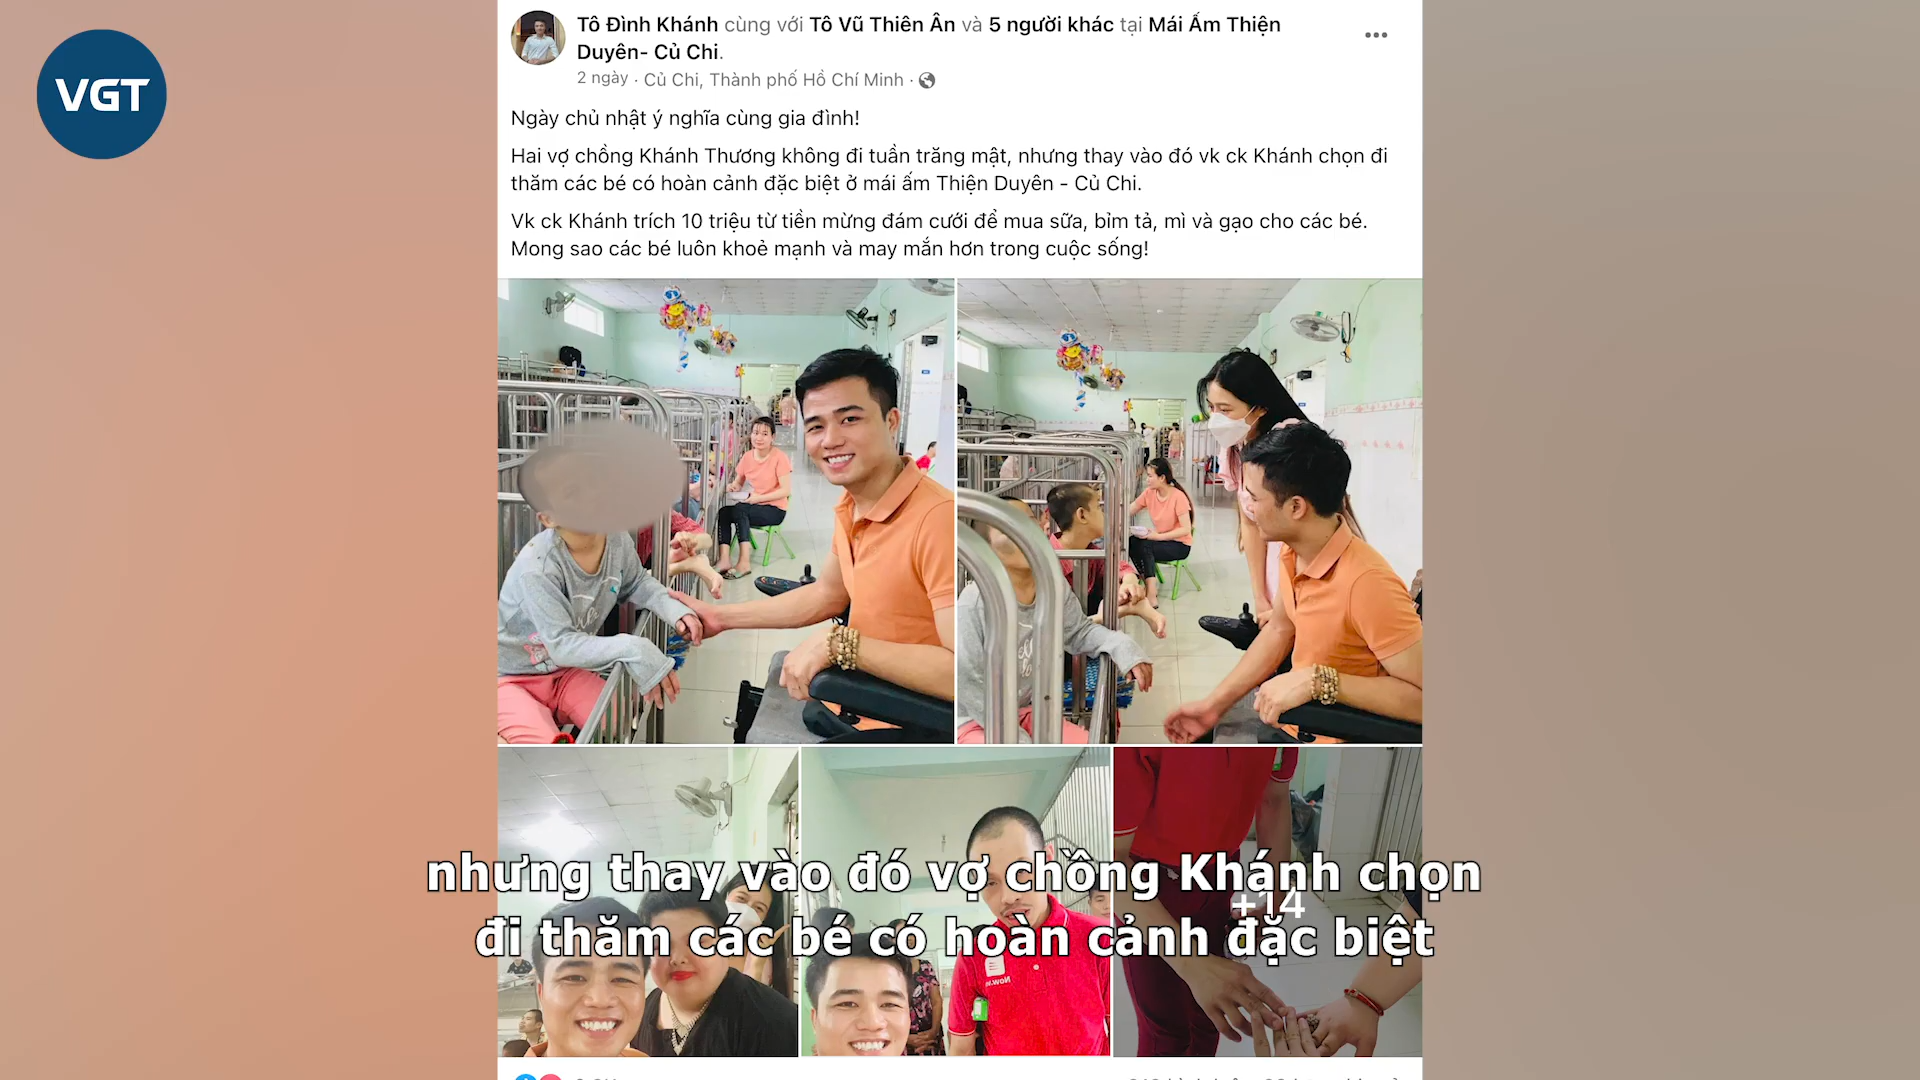 VGT
Tô Đình Khánh cùng với Tô Vũ Thiên Ân và 5 người khác tại Mái Ấm Thiện
Duyên- Củ Chi.
2 ngày · Củ Chi, Thành phố Hồ Chí Minh ·
Ngày chủ nhật ý nghĩa cùng gia đình!
Hai vợ chồng Khánh Thương không đi tuần trăng mật, nhưng thay vào đó vk ck Khánh chọn đi
thăm các bé có hoàn cảnh đặc biệt ở mái ấm Thiện Duyên - Củ Chi.
Vk ck Khánh trích 10 triệu từ tiền mừng đám cưới để mua sữa, bỉm tả, mì và gạo cho các bé.
Mong sao các bé luôn khoẻ mạnh và may mắn hơn trong cuộc sống!
+14
nhưng thay vào đó vợ chồng Khánh chọn
đi thăm các bé có hoàn cảnh đặc biệt